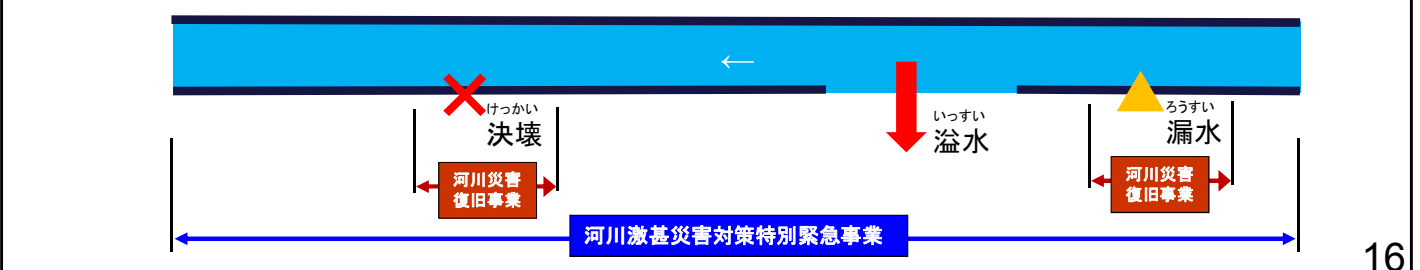 ←
けっかい
決壊
いっすい
溢水
ろうすい
漏水
河川災害
復旧事業
河川災害
復旧事業
河川激甚災害対策特別緊急事業
16